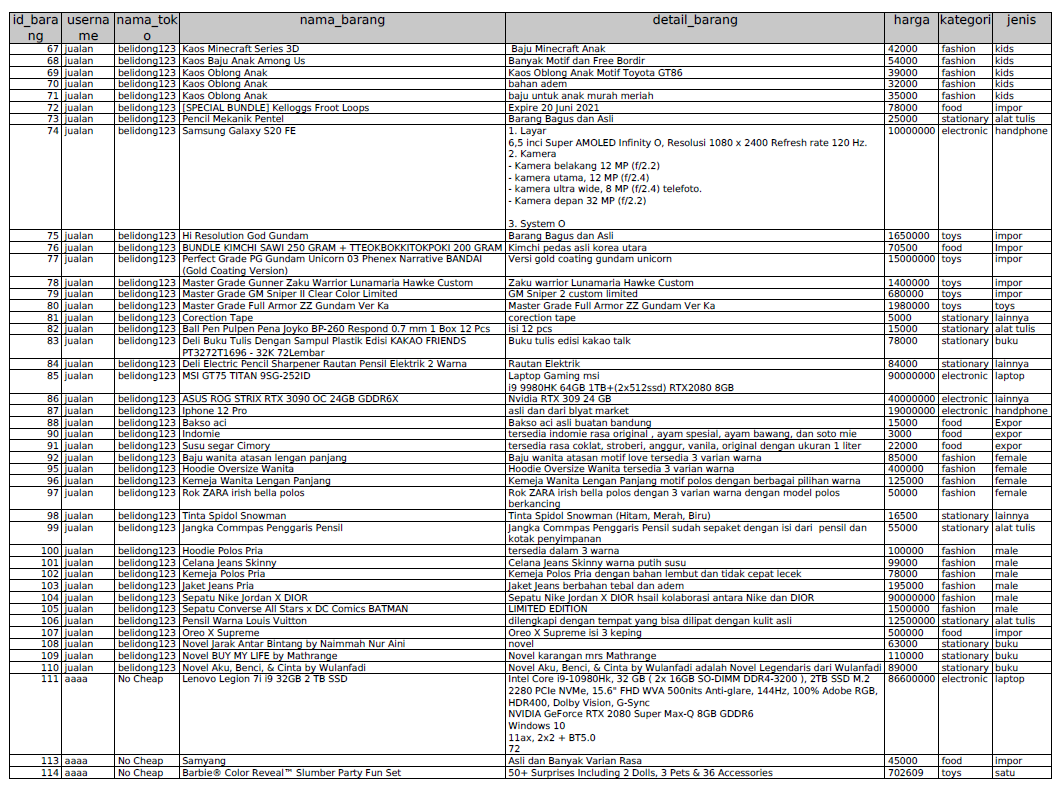 id_bara
ng
userna
me
nama_tok
o
nama_barang
detail_barang
harga
kategori
jenis
67 jualan belidong123 Kaos Minecraft Series 3D Baju Minecraft Anak 42000 fashion kids
68 jualan belidong123 Kaos Baju Anak Among Us Banyak Motif dan Free Bordir 54000 fashion kids
69 jualan belidong123 Kaos Oblong Anak Kaos Oblong Anak Motif Toyota GT86 39000 fashion kids
70 jualan belidong123 Kaos Oblong Anak bahan adem 32000 fashion kids
71 jualan belidong123 Kaos Oblong Anak baju untuk anak murah meriah 35000 fashion kids
72 jualan belidong123 [SPECIAL BUNDLE] Kelloggs Froot Loops Expire 20 Juni 2021 78000 food impor
73 jualan belidong123 Pencil Mekanik Pentel Barang Bagus dan Asli 25000 stationary alat tulis
74 jualan belidong123 Samsung Galaxy S20 FE 1. Layar 10000000 electronic handphone
6,5 inci Super AMOLED Infinity O, Resolusi 1080 x 2400 Refresh rate 120 Hz.
2. Kamera
- Kamera belakang 12 MP (f/2.2)
- kamera utama, 12 MP (f/2.4)
- kamera ultra wide, 8 MP (f/2.4) telefoto.
- Kamera depan 32 MP (f/2.2)
3. System O
75 jualan belidong123 Hi Resolution God Gundam Barang Bagus dan Asli 1650000 toys impor
76 jualan belidong123 BUNDLE KIMCHI SAWI 250 GRAM + TTEOKBOKKITOKPOKI 200 GRAM Kimchi pedas asli korea utara 70500 food Impor
77 jualan belidong123 Perfect Grade PG Gundam Unicorn 03 Phenex Narrative BANDAI Versi gold coating gundam unicorn 15000000 toys impor
(Gold Coating Version)
78 jualan belidong123 Master Grade Gunner Zaku Warrior Lunamaria Hawke Custom Zaku warrior Lunamaria Hawke Custom 1400000 toys impor
79 jualan belidong123 Master Grade GM Sniper II Clear Color Limited GM Sniper 2 custom limited 680000 toys impor
80 jualan belidong123 Master Grade Full Armor ZZ Gundam Ver Ka Master Grade Full Armor ZZ Gundam Ver Ka 1980000 toys toys
81 jualan belidong123 Corection Tape corection tape 5000 stationary lainnya
82 jualan belidong123 Ball Pen Pulpen Pena Joyko BP-260 Respond 0.7 mm 1 Box 12 Pcs isi 12 pcs 15000 stationary alat tulis
83 jualan belidong123 Deli Buku Tulis Dengan Sampul Plastik Edisi KAKAO FRIENDS Buku tulis edisi kakao talk 78000 stationary buku
PT3272T1696 - 32K 72Lembar
84 jualan belidong123 Deli Electric Pencil Sharpener Rautan Pensil Elektrik 2 Warna Rautan Elektrik 84000 stationary lainnya
85 jualan belidong123 MSI GT75 TITAN 9SG-252ID Laptop Gaming msi 90000000 electronic laptop
i9 9980HK 64GB 1TB+(2x512ssd) RTX2080 8GB
86 jualan belidong123 ASUS ROG STRIX RTX 3090 OC 24GB GDDR6X Nvidia RTX 309 24 GB 40000000 electronic lainnya
87 jualan belidong123 Iphone 12 Pro asli dan dari blyat market 19000000 electronic handphone
88 jualan belidong123 Bakso aci Bakso aci asli buatan bandung 15000 food Expor
90 jualan belidong123 Indomie tersedia indomie rasa original , ayam spesial, ayam bawang, dan soto mie 3000 food expor
91 jualan belidong123 Susu segar Cimory tersedia rasa coklat, stroberi, anggur, vanila, original dengan ukuran 1 liter 22000 food expor
92 jualan belidong123 Baju wanita atasan lengan panjang Baju wanita atasan motif love tersedia 3 varian warna 85000 fashion female
95 jualan belidong123 Hoodie Oversize Wanita Hoodie Oversize Wanita tersedia 3 varian warna 400000 fashion female
96 jualan belidong123 Kemeja Wanita Lengan Panjang Kemeja Wanita Lengan Panjang motif polos dengan berbagai pilihan warna 125000 fashion female
97 jualan belidong123 Rok ZARA irish bella polos Rok ZARA irish bella polos dengan 3 varian warna dengan model polos 50000 fashion female
berkancing
98 jualan belidong123 Tinta Spidol Snowman Tinta Spidol Snowman (Hitam, Merah, Biru) 16500 stationary lainnya
99 jualan belidong123 Jangka Commpas Penggaris Pensil Jangka Commpas Penggaris Pensil sudah sepaket dengan isi dari pensil dan 55000 stationary alat tulis
kotak penyimpanan
100 jualan belidong123 Hoodie Polos Pria tersedia dalam 3 warna 100000 fashion male
101 jualan belidong123 Celana Jeans Skinny Celana Jeans Skinny warna putih susu 99000 fashion male
102 jualan belidong123 Kemeja Polos Pria Kemeja Polos Pria dengan bahan lembut dan tidak cepat lecek 78000 fashion male
103 jualan belidong123 Jaket Jeans Pria Jaket Jeans berbahan tebal dan adem 195000 fashion male
104 jualan belidong123 Sepatu Nike Jordan X DIOR Sepatu Nike Jordan X DIOR hsail kolaborasi antara Nike dan DIOR 90000000 fashion male
105 jualan belidong123 Sepatu Converse All Stars x DC Comics BATMAN LIMITED EDITION 1500000 fashion male
106 jualan belidong123 Pensil Warna Louis Vuitton dilengkapi dengan tempat yang bisa dilipat dengan kulit asli 12500000 stationary alat tulis
107 jualan belidong123 Oreo X Supreme Oreo X Supreme isi 3 keping 500000 food impor
108 jualan belidong123 Novel Jarak Antar Bintang by Naimmah Nur Aini novel 63000 stationary buku
109 jualan belidong123 Novel BUY MY LIFE by Mathrange Novel karangan mrs Mathrange 110000 stationary buku
110 jualan belidong123 Novel Aku, Benci, & Cinta by Wulanfadi Novel Aku, Benci, & Cinta by Wulanfadi adalah Novel Legendaris dari Wulanfadi 89000 stationary buku
111 aaaa No Cheap Lenovo Legion 7i i9 32GB 2 TB SSD Intel Core i9-10980Hk, 32 GB ( 2x 16GB SO-DIMM DDR4-3200 ), 2TB SSD M.2 86600000 electronic laptop
2280 PCIe NVMe, 15.6" FHD WVA 500nits Anti-glare, 144Hz, 100% Adobe RGB,
HDR400, Dolby Vision, G-Sync
NVIDIA GeForce RTX 2080 Super Max-Q 8GB GDDR6
Windows 10
11ax, 2x2 + BT5.0
72
113 aaaa No Cheap Samyang Asli dan Banyak Varian Rasa 45000 food impor
114 aaaa No Cheap Barbie® Color Reveal™ Slumber Party Fun Set 50+ Surprises Including 2 Dolls, 3 Pets & 36 Accessories 702609 toys satu